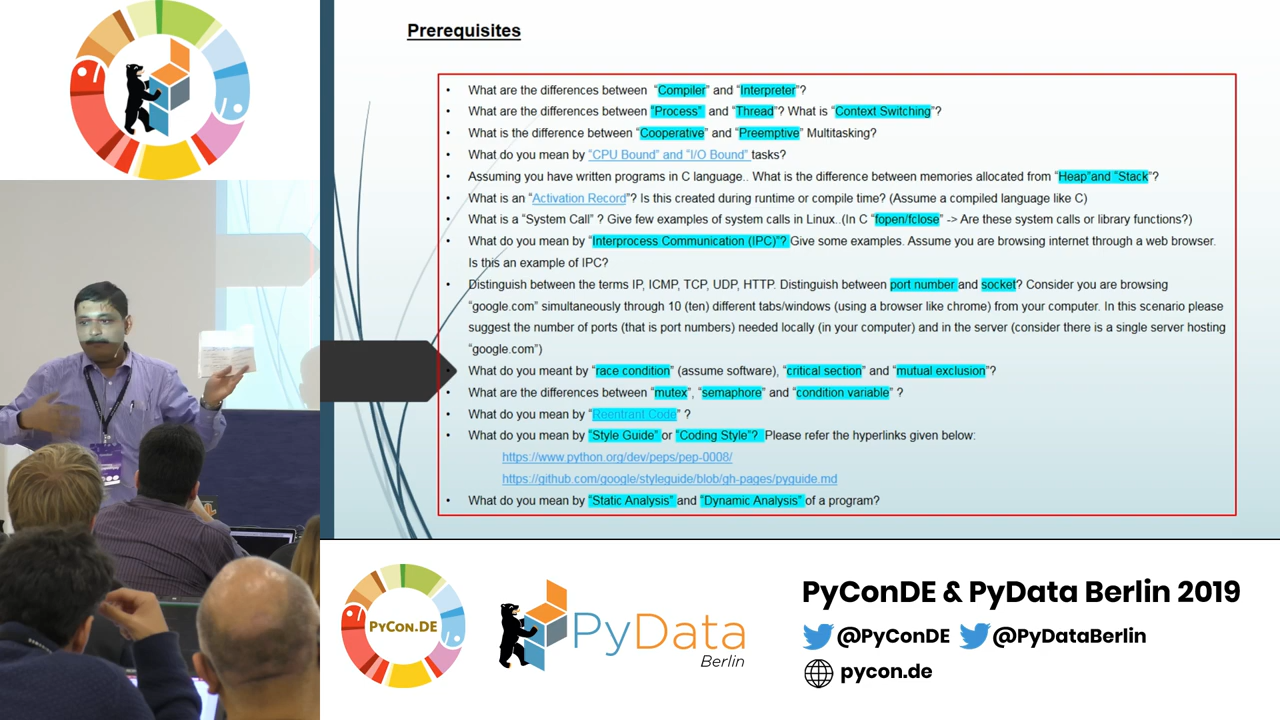 Prerequisites
• What are the differences between “Compiler” and “Interpreter”?
• What are the differences between “Process” and “Thread”? What is “Context Switching”?
• What is the difference between “Cooperative” and “Preemptive” Multitasking?
• What do you mean by “CPU Bound” and “I/O Bound” tasks?
• Assuming you have written programs in C language.. What is the difference between memories allocated from “Heap”and “Stack”?
• What is an “Activation Record”? Is this created during runtime or compile time? (Assume a compiled language like C)
• What is a “System Call” ? Give few examples of system calls in Linux..(In C “fopen/fclose” -> Are these system calls or library functions?)
• What do you mean by “Interprocess Communication (IPC)”? Give some examples. Assume you are browsing internet through a web browser.
Is this an example of IPC?
• Distinguish between the terms IP, ICMP, TCP, UDP, HTTP. Distinguish between port number and socket? Consider you are browsing
“google.com” simultaneously through 10 (ten) different tabs/windows (using a browser like chrome) from your computer. In this scenario please
suggest the number of ports (that is port numbers) needed locally (in your computer) and in the server (consider there is a single server hosting
“google.com”)
• What do you meant by “race condition” (assume software), “critical section” and “mutual exclusion”?
• What are the differences between “mutex”, “semaphore” and “condition variable” ?
• What do you mean by “Reentrant Code” ?
• What do you mean by “Style Guide” or “Coding Style”? Please refer the hyperlinks given below:
https://www.python.org/dev/peps/pep-0008/
https://github.com/google/styleguide/blob/gh-pages/pyguide.md
• What do you mean by “Static Analysis” and “Dynamic Analysis” of a program?
PYCON.DE
PyData
Berlin
PyConDE & PyData Berlin 2019
@PyConDE @PyDataBerlin
pycon.de